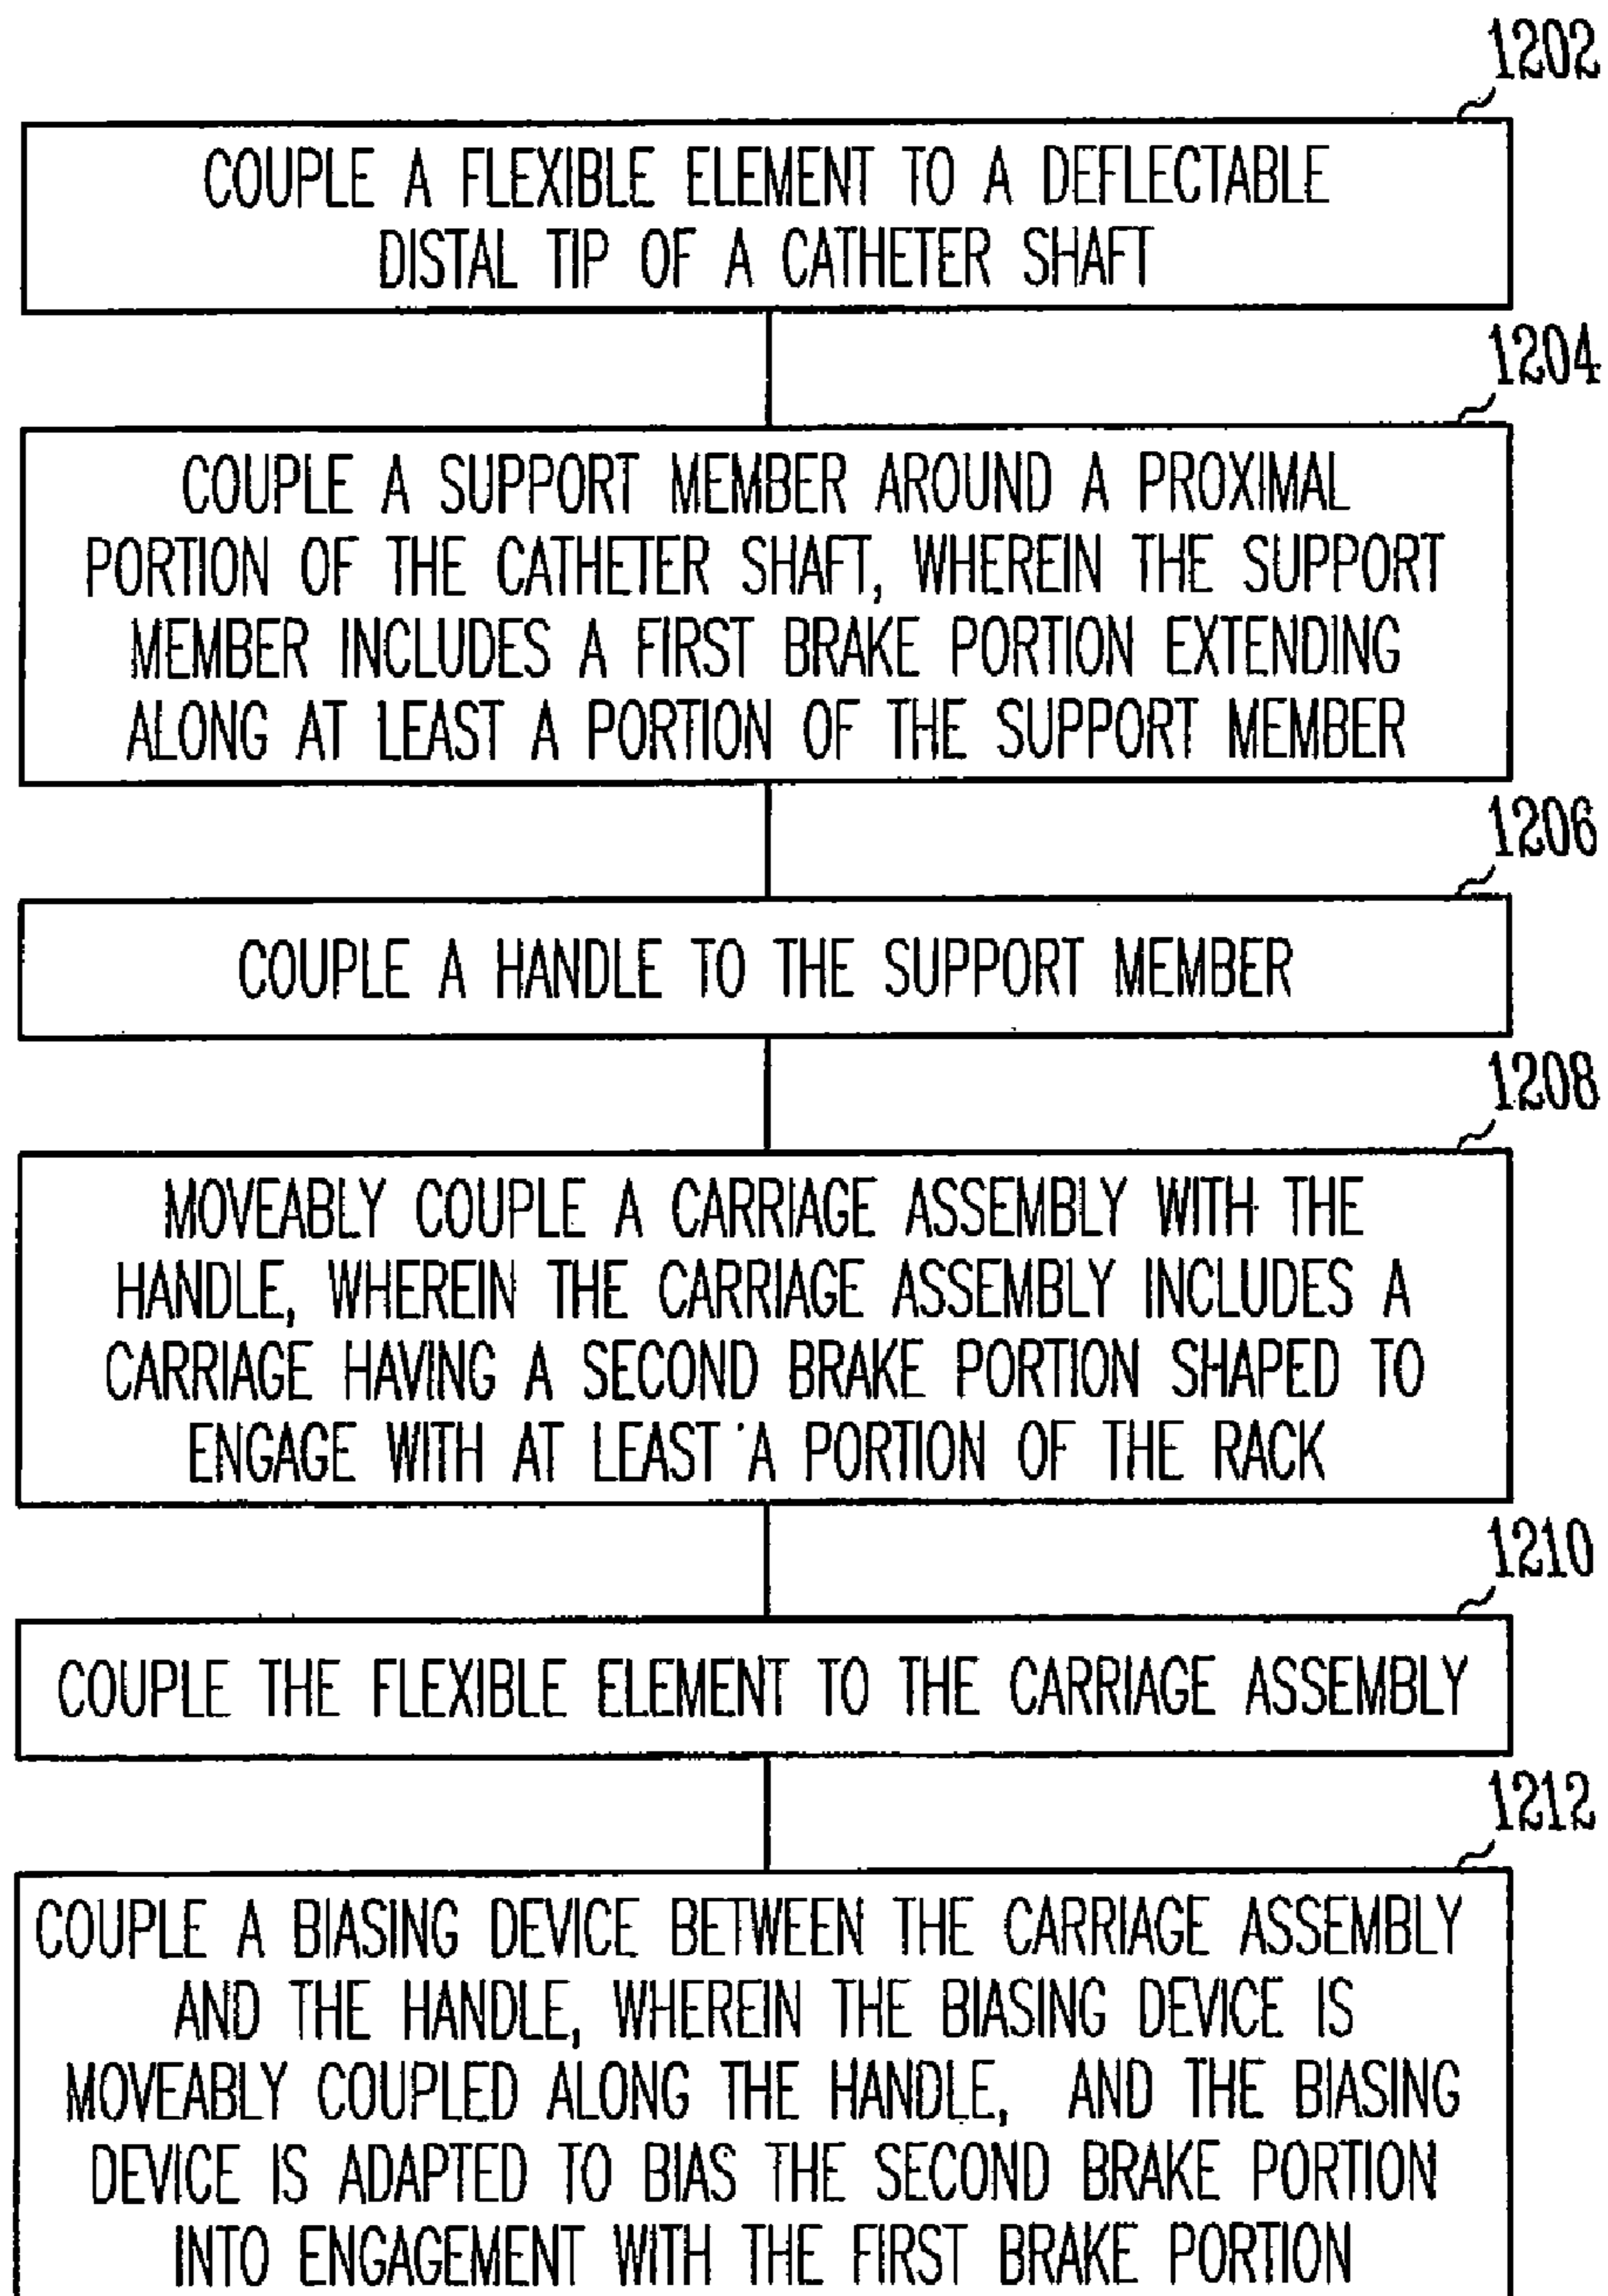 1202
COUPLE A FLEXIBLE ELEMENT TO A DEFLECTABLE
DISTAL TIP OF A CATHETER SHAFT
1204
COUPLE A SUPPORT MEMBER AROUND A PROXIMAL
PORTION OF THE CATHETER SHAFT, WHEREIN THE SUPPORT
MEMBER INCLUDES A FIRST BRAKE PORTION EXTENDING
ALONG AT LEAST A PORTION OF THE SUPPORT MEMBER
1206
COUPLE A HANDLE TO THE SUPPORT MEMBER
1208
MOVEABLY COUPLE A CARRIAGE ASSEMBLY WITH THE
HANDLE, WHEREIN THE CARRIAGE ASSEMBLY INCLUDES A
CARRIAGE HAVING A SECOND BRAKE PORTION SHAPED TO
ENGAGE WITH AT LEAST A PORTION OF THE RACK
1210
COUPLE THE FLEXIBLE ELEMENT TO THE CARRIAGE ASSEMBLY
1212
COUPLE A BIASING DEVICE BETWEEN THE CARRIAGE ASSEMBLY
AND THE HANDLE, WHEREIN THE BIASING DEVICE IS
MOVEABLY COUPLED ALONG THE HANDLE, AND THE BIASING
DEVICE IS ADAPTED TO BIAS THE SECOND BRAKE PORTION
INTO ENGAGEMENT WITH THE FIRST BRAKE PORTION